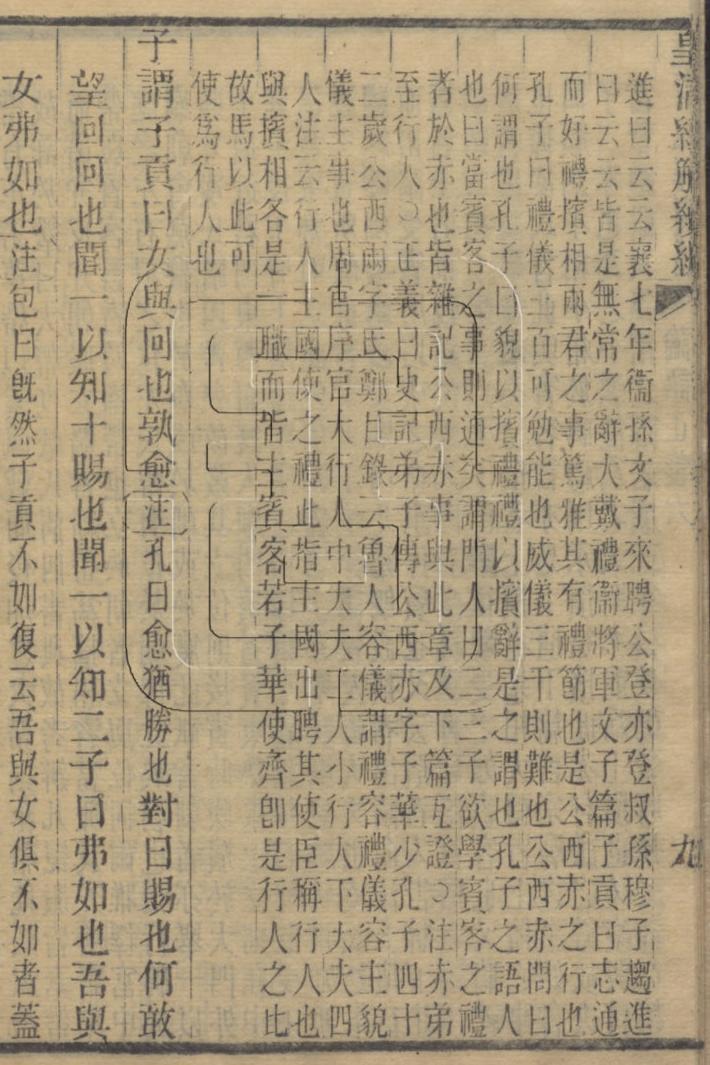 皇清經解續編
九
進曰云云襄七年衞孫文子來聘公登亦登叔孫穆子趨進
曰云云皆是無常之辭大戴禮衞將軍文子篇子貢曰志通
而好禮擯相兩君之事篤雅其有禮節也是公西赤之行也
孔子曰禮儀三百可勉能也威儀三千則難也公西赤問曰
何謂也孔子曰貌以擯禮禮以擯辭是之謂也孔子之語人
也曰當賓客之事則通矣謂門人曰二三子欲學賓客之禮
者於赤也皆雜記公西赤事與此章及下篇互證○注赤弟
至行人○正義曰史記弟子傳公西赤字子華少孔子四十
二歲公西兩字氏鄭目錄云魯人容儀謂禮容禮儀容主貌
儀主事也周官序官大行人中大夫二人小行人下大夫四
人注云行人主國使之禮此指主國出聘其使臣稱行人也
與擯相各是一職而皆主賓客若子華使齊卽是行人之比
故馬以此可
使爲行人也
子謂子貢曰女與回也孰愈注孔曰愈猶勝也對曰賜也何敢
望回回也聞一以知十賜也聞一以知二子曰弗如也吾與
女弗如也注包曰旣然子貢不如復云吾與女俱不如者蓋